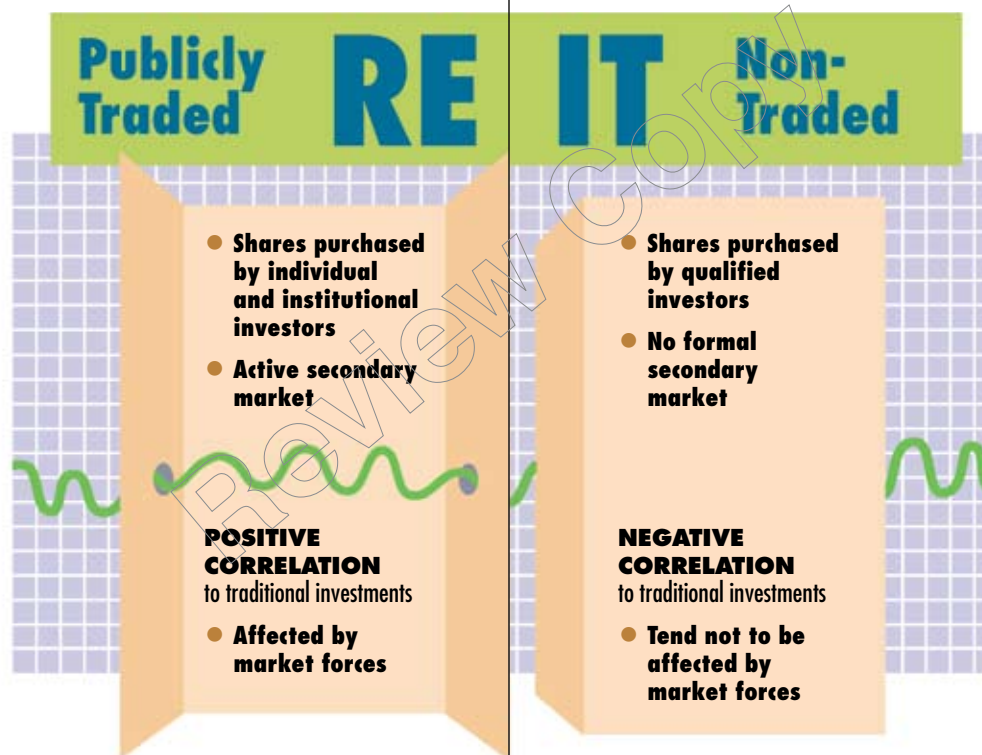 Publicly
Traded
RE IT
Non-
Traded
● Shares purchased
by individual
and institutional
investors
● Active secondary
market
POSITIVE
CORRELATION
to traditional investments
● Affected by
market forces
● Shares purchased
by qualified
investors
● No formal
secondary
market
NEGATIVE
CORRELATION
to traditional investments
● Tend not to be
affected by
market forces
Review Copy